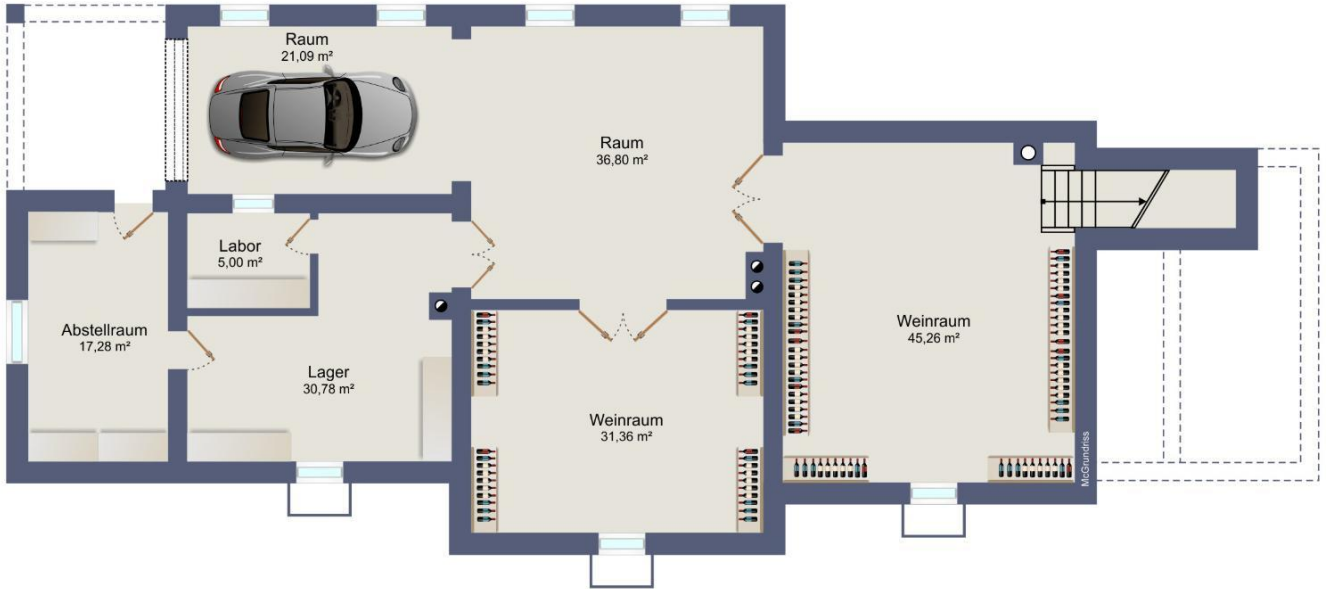 Raum
21,09 m²
Raum
36,80 m²
Labor
5,00 m²
Abstellraum
17,28 m²
Lager
30,78 m²
Weinraum
31,36 m²
Weinraum
45,26 m²
McGrundriss